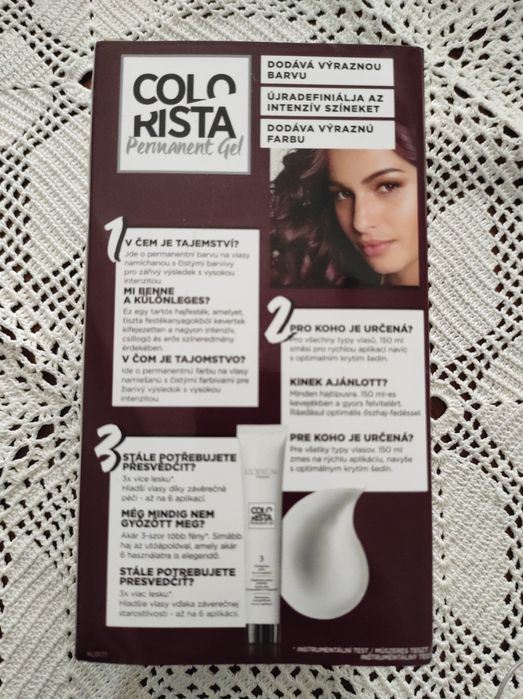 COLO
RISTA
Permanent Gel
DODÁVÁ VÝRAZNOU
BARVU
ÚJRADEFINIÁLJA AZ
INTENZÍV SZÍNEKET
DODÁVA VÝRAZNÚ
FARBU
1
V ČEM JE TAJEMSTVÍ?
Jde o permanentní barvu na vlasy
namíchanou s čistými barvivy
pro zářivý výsledek s vysokou
intenzitou.
MI BENNE
A KÜLÖNLEGES?
Ez egy tartós hajfesték, amelyet,
tiszta festékanyagokból kevertek
kifejezetten a nagyon intenzív,
csillogó és erős színeredmény
érdekében.
V ČOM JE TAJOMSTVO?
Ide o permanentnú farbu na vlasy
namiešanú s čistými farbivami pre
žiarivý výsledok s vysokou
intenzitou.
2
PRO KOHO JE URČENÁ?
Pro všechny typy vlasů. 150 ml
směsi pro rychlou aplikaci navíc
s optimálním krytím šedin.
KINEK AJÁNLOTT?
Minden hajtípusra. 150 ml-es
keverékben a gyors felvitelért.
Ráadásul optimális őszhaj-fedéssel.
PRE KOHO JE URČENÁ?
Pre všetky typy vlasov. 150 ml
zmes na rýchlu aplikáciu, navyše
s optimálnym krytím šedín.
3
STÁLE POTŘEBUJETE
PŘESVĚDČIT?
3x více lesku*.
Hladší vlasy díky závěrečné
péči - až na 6 aplikací.
MÉG MINDIG NEM
GYŐZÖTT MEG?
Akár 3-szor több fény*. Simább
haj az utóápolóval, amely akár
6 használatra is elegendő.
STÁLE POTREBUJETE
PRESVEDČIŤ?
3x viac lesku*.
Hladšie vlasy vďaka záverečnej
starostlivosti - až na 6 aplikácií.
L'ORÉAL
COLO
RISTA
3
* INSTRUMENTÁLNÍ TEST / MŰSZERES TESZT
INŠTRUMENTÁLNY TEST